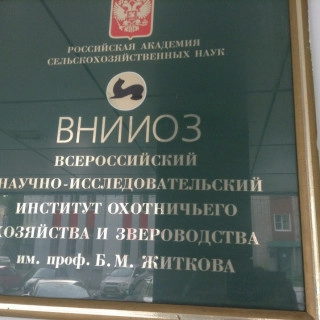 РОССИЙСКАЯ АКАДЕМИЯ
СЕЛЬСКОХОЗЯЙСТВЕННЫХ НАУК
ВНИИОЗ
ВСЕРОССИЙСКИЙ
НАУЧНО-ИССЛЕДОВАТЕЛЬСКИЙ
ИНСТИТУТ ОХОТНИЧЬЕГО
ХОЗЯЙСТВА И ЗВЕРОВОДСТВА
им. проф. Б.М. ЖИТКОВА